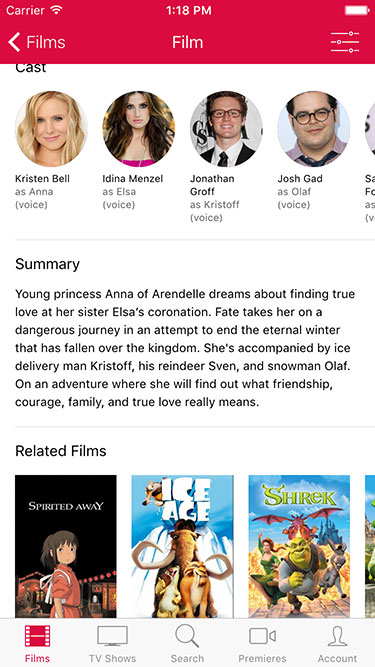 Carrier 1:18 PM
Films Film
Cast
Kristen Bell
as Anna
(voice)
Idina Menzel
as Elsa
(voice)
Jonathan
Groff
as Kristoff
(voice)
Josh Gad
as Olaf
(voice)
Sa
Fo
as
(vo
Summary
Young princess Anna of Arendelle dreams about finding true
love at her sister Elsa's coronation. Fate takes her on a
dangerous journey in an attempt to end the eternal winter
that has fallen over the kingdom. She's accompanied by ice
delivery man Kristoff, his reindeer Sven, and snowman Olaf.
On an adventure where she will find out what friendship,
courage, family, and true love really means.
Related Films
SPIRITED AWAY
ICE
AGE
SHREK
Films TV Shows Search Premieres Account